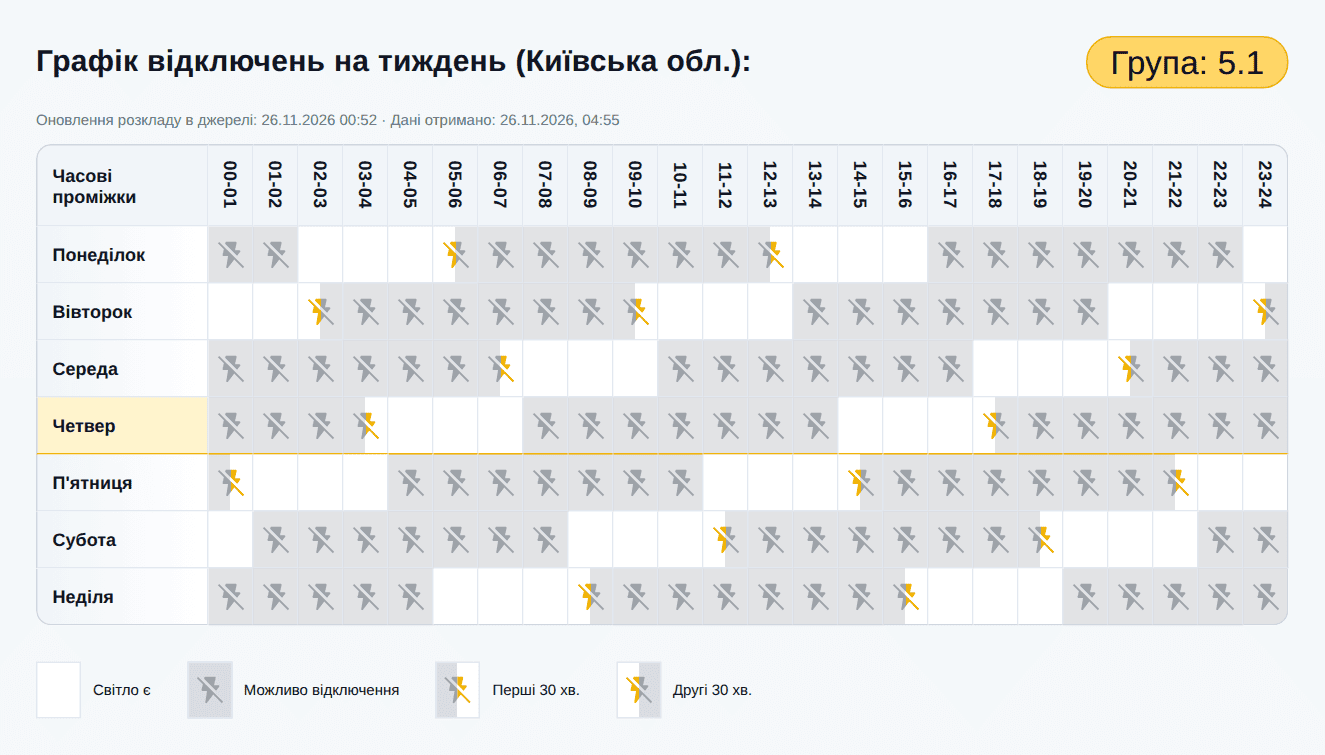 Графік відключень на тиждень (Київська обл.):
Група: 5.1
Оновлення розкладу в джерелі: 26.11.2026 00:52 · Дані отримано: 26.11.2026, 04:55
Часові проміжки 00-01 01-02 02-03 03-04 04-05 05-06 06-07 07-08 08-09 09-10 10-11 11-12 12-13 13-14 14-15 15-16 16-17 17-18 18-19 19-20 20-21 21-22 22-23 23-24
Понеділок
Вівторок
Середа
Четвер
П'ятниця
Субота
Неділя
Світло є Можливо відключення Перші 30 хв. Другі 30 хв.